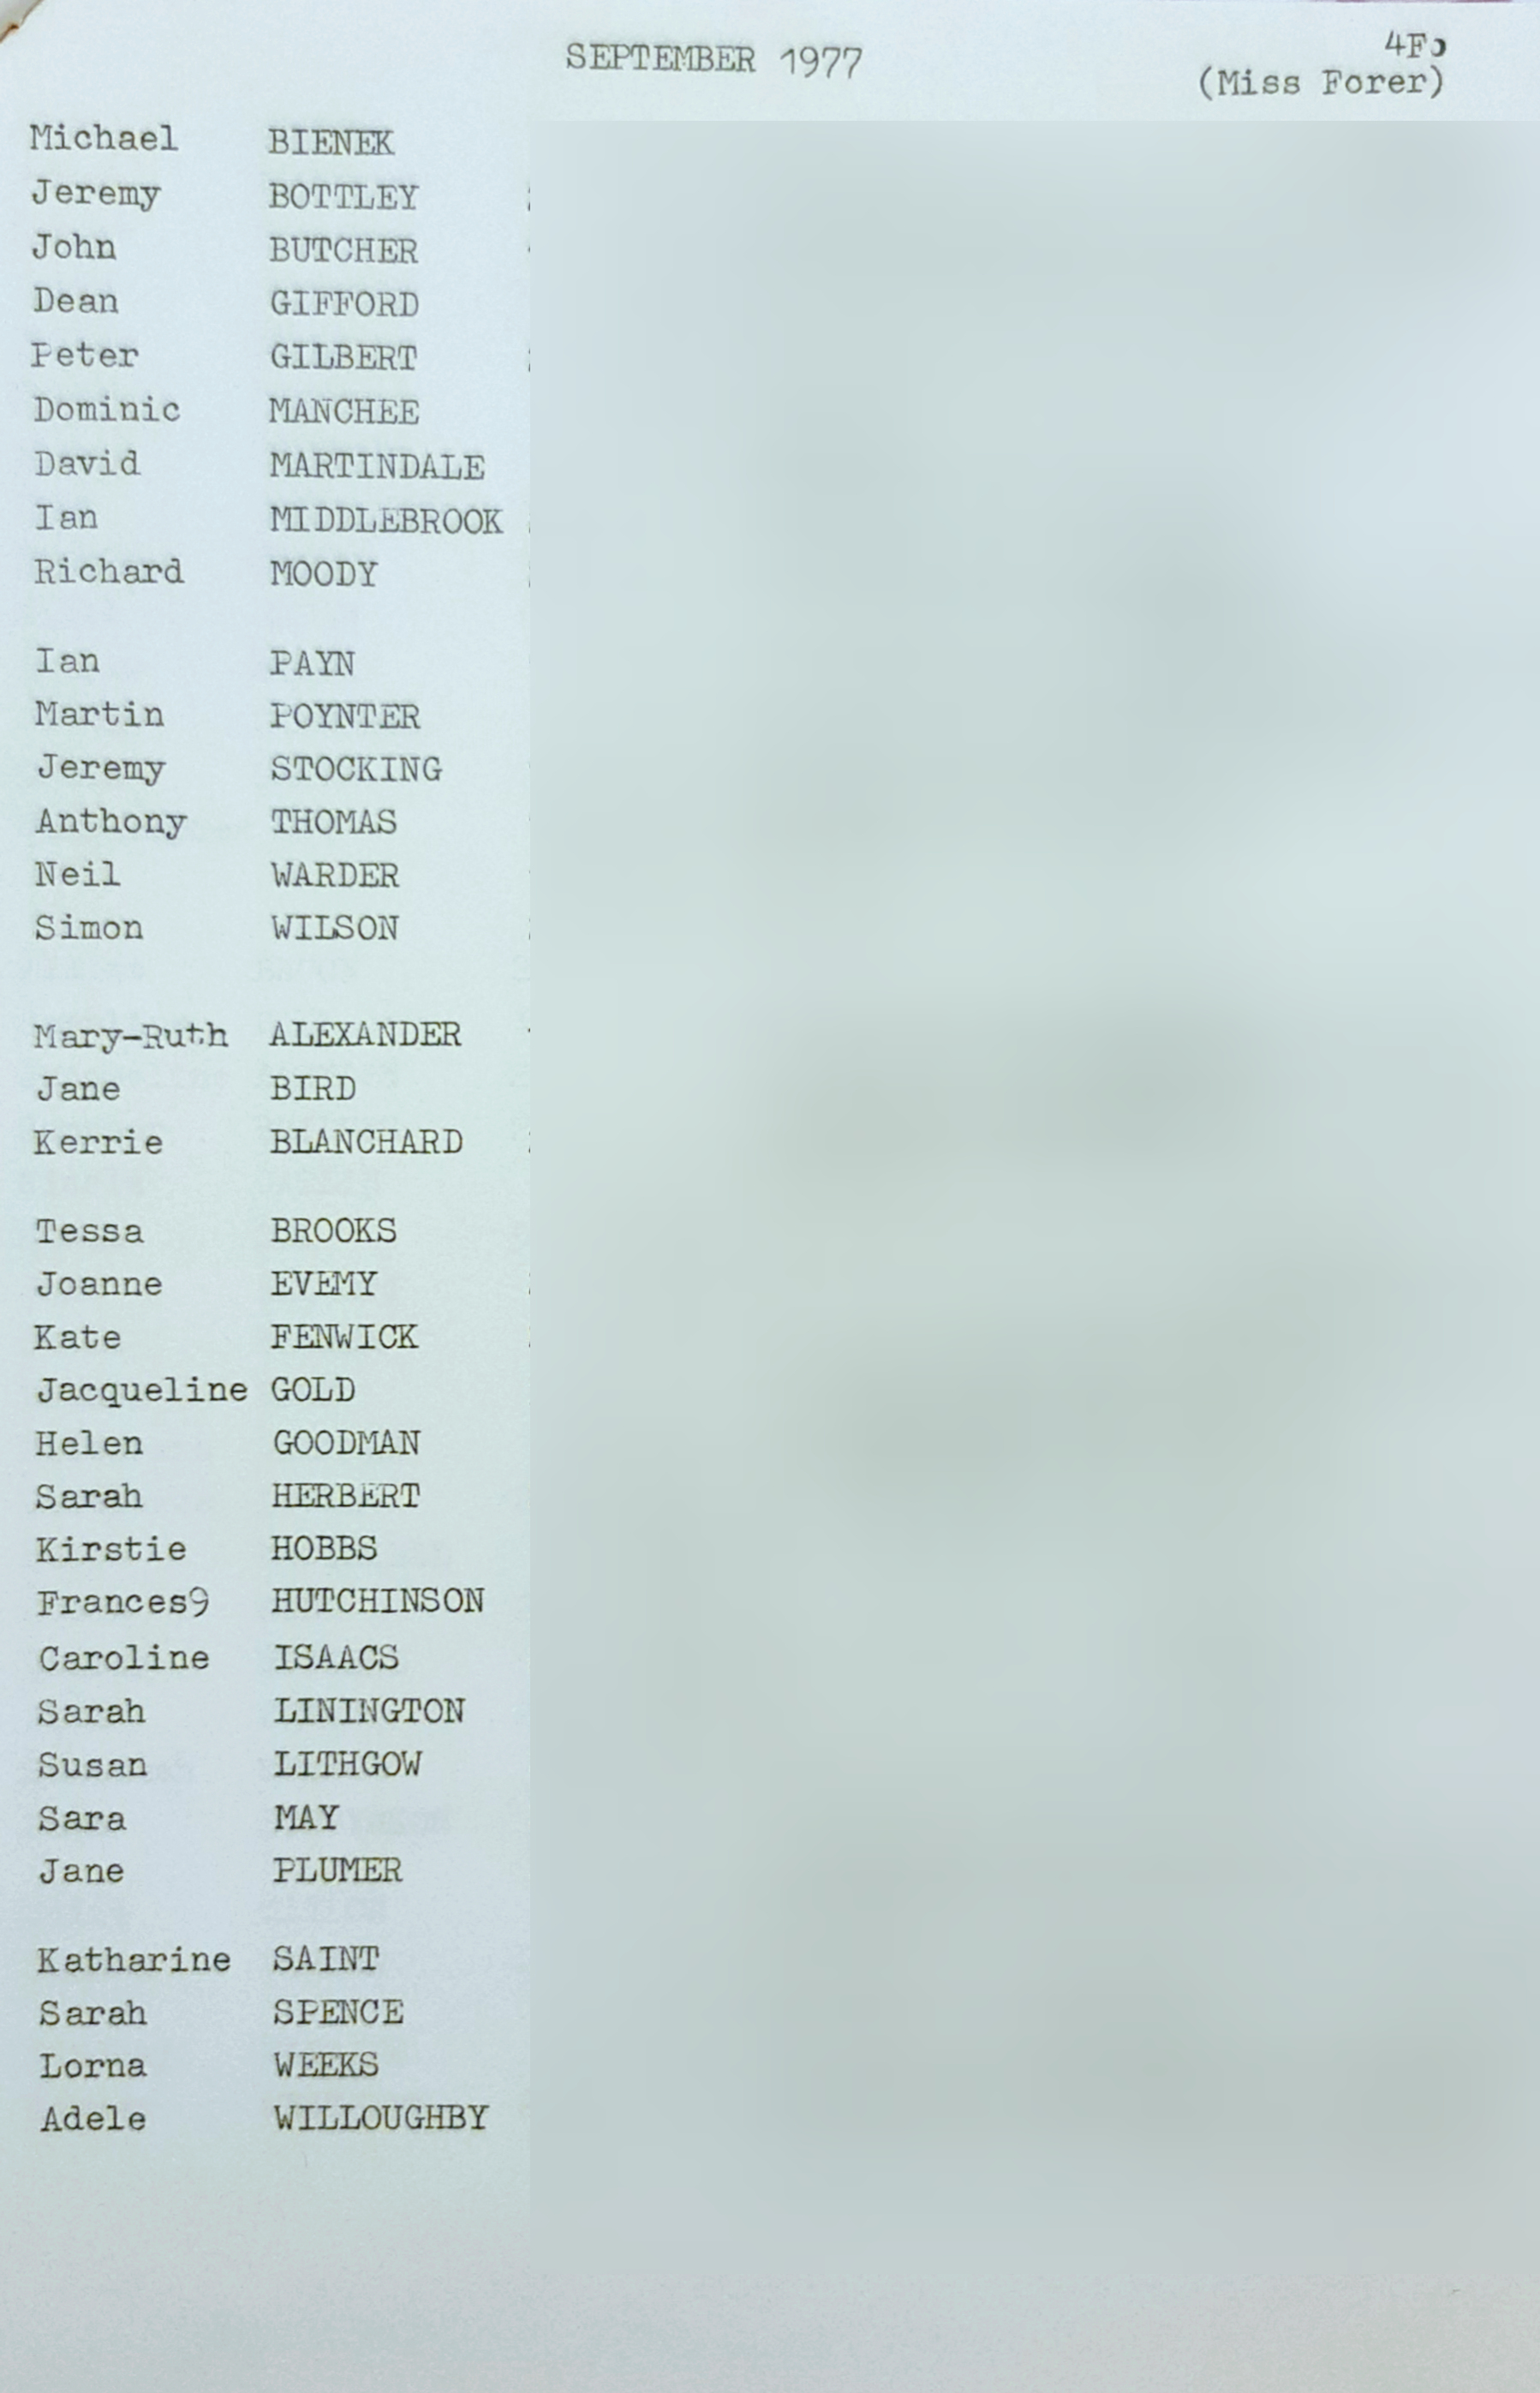 SEPTEMBER 1977
4Fo
(Miss Forer)
Michael BIENEK
Jeremy BOTTLEY
John BUTCHER
Dean GIFFORD
Peter GILBERT
Dominic MANCHEE
David MARTINDALE
Ian MIDDLEBROOK
Richard MOODY
Ian PAYN
Martin POYNTER
Jeremy STOCKING
Anthony THOMAS
Neil WARDER
Simon WILSON
Mary-Ruth ALEXANDER
Jane BIRD
Kerrie BLANCHARD
Tessa BROOKS
Joanne EVEMY
Kate FENWICK
Jacqueline GOLD
Helen GOODMAN
Sarah HERBERT
Kirstie HOBBS
Frances9 HUTCHINSON
Caroline ISAACS
Sarah LININGTON
Susan LITHGOW
Sara MAY
Jane PLUMER
Katharine SAINT
Sarah SPENCE
Lorna WEEKS
Adele WILLOUGHBY